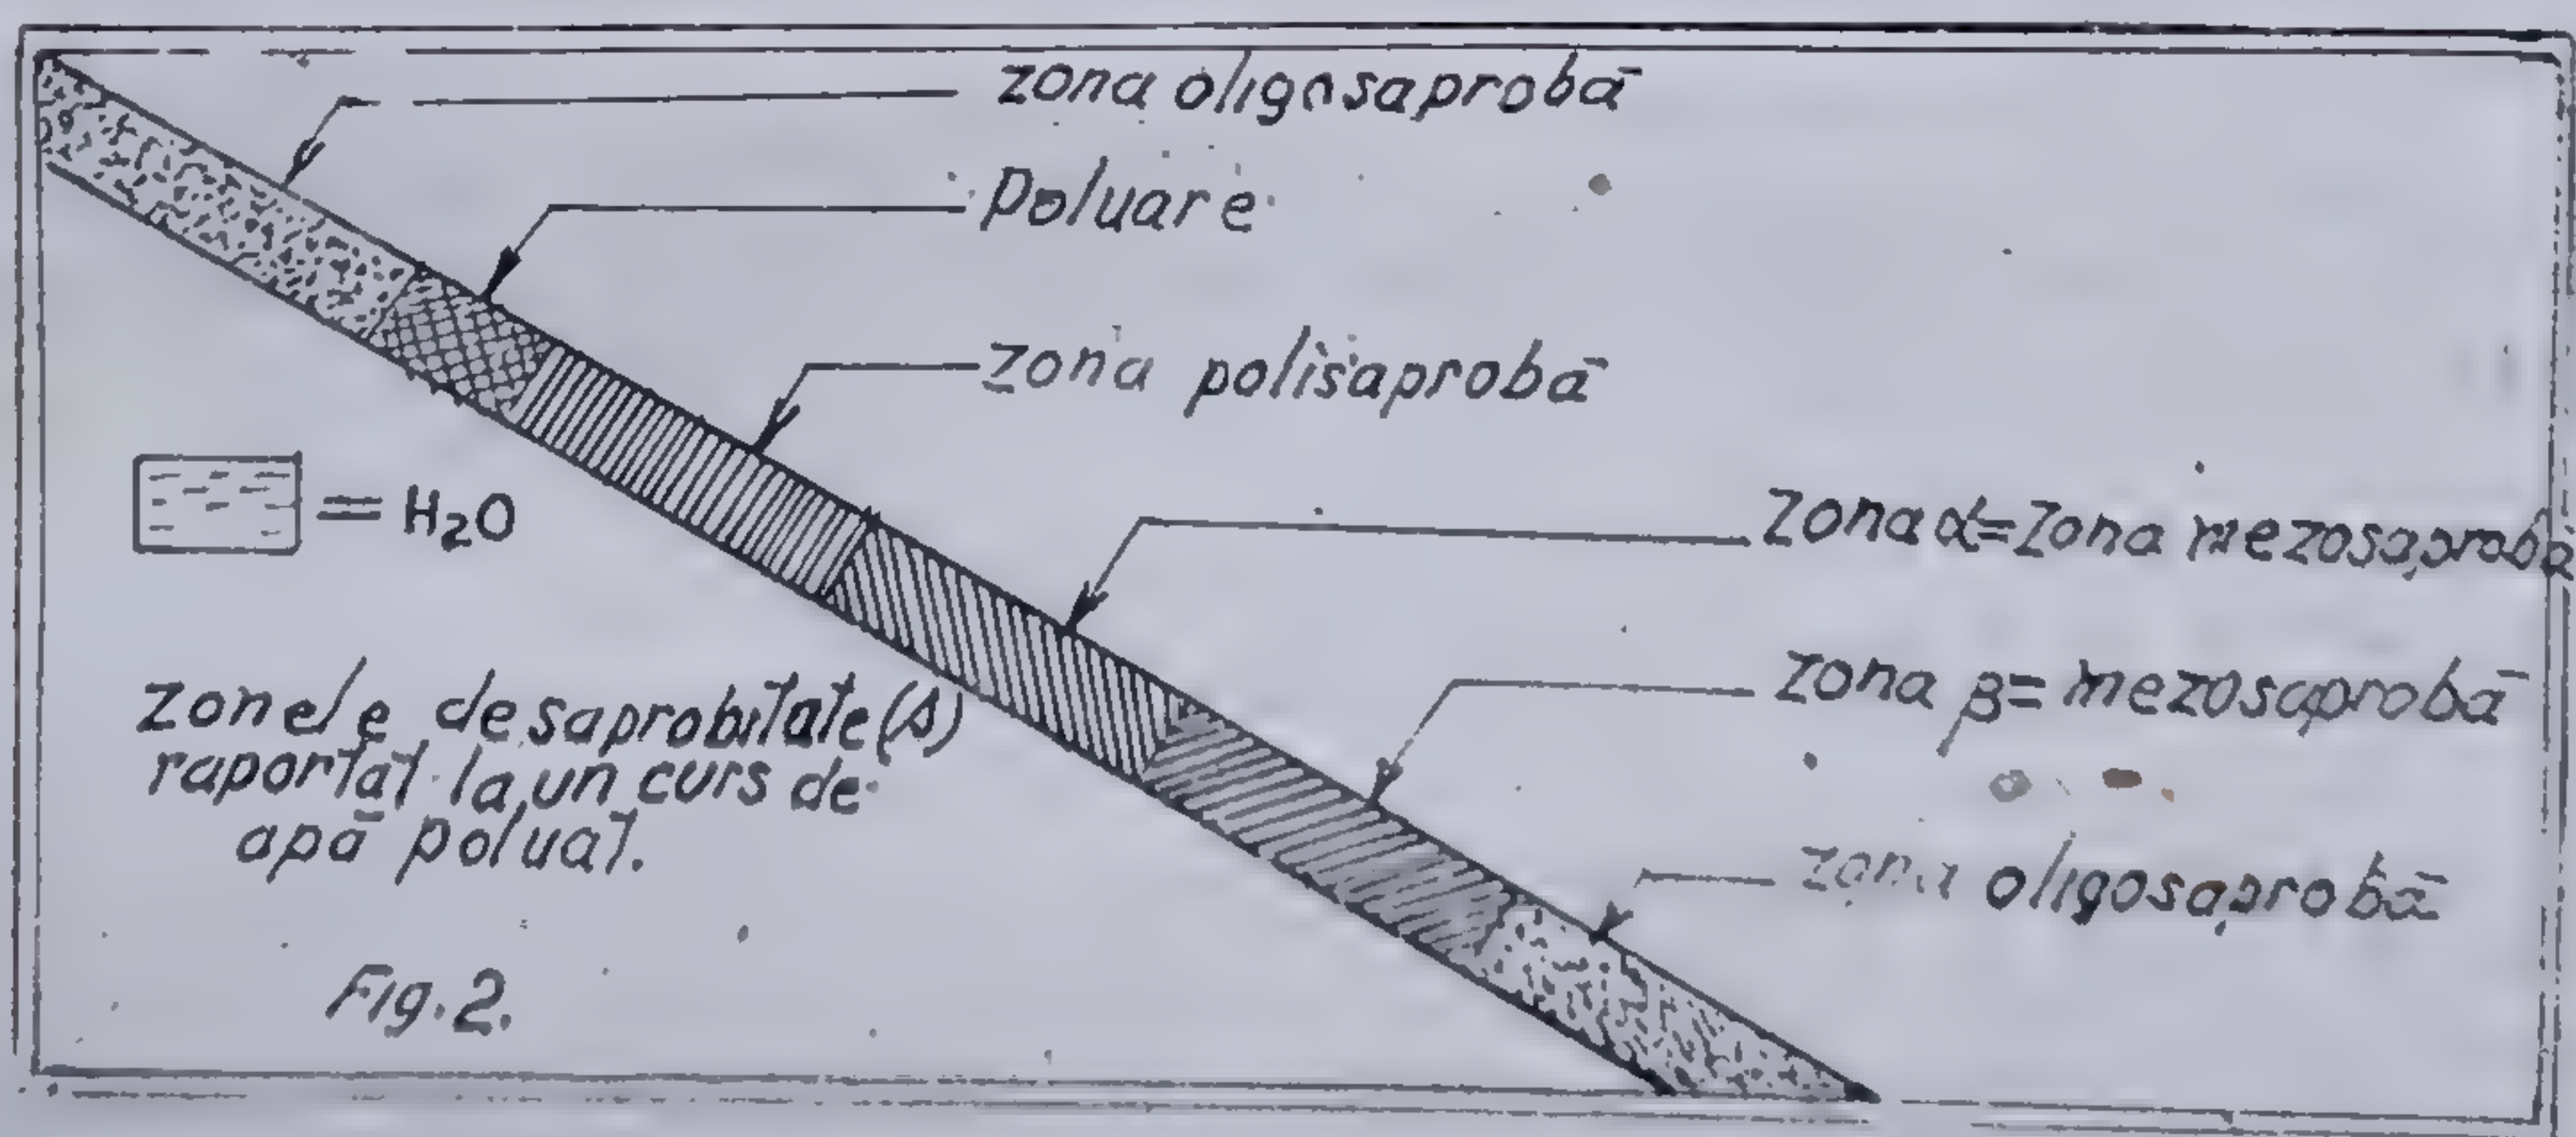 zona oligosaprobă
Poluare
zona polisaprobă
= H₂O
Zona α=Zona mezosaprobă
Zona β= mezosaprobă
zonele de saprobitate (s)
raportat la un curs de
apă poluat.
zona oligosaprobă
Fig. 2.